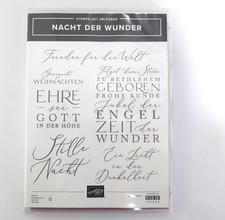 STEMPELSET ABLÖSBAR
NACHT DER WUNDER
Frieden für die Welt
Gesegnete
WEIHNACHTEN
EHRE
sei
GOTT
IN DER HÖHE
Stille
Nacht
Folgt dem Stern
ZU BETHLEHEM
GEBOREN
FROHE KUNDE
Jubel der
ENGEL
ZEIT der
WUNDER
Ein Licht
in der
Dunkelheit
6